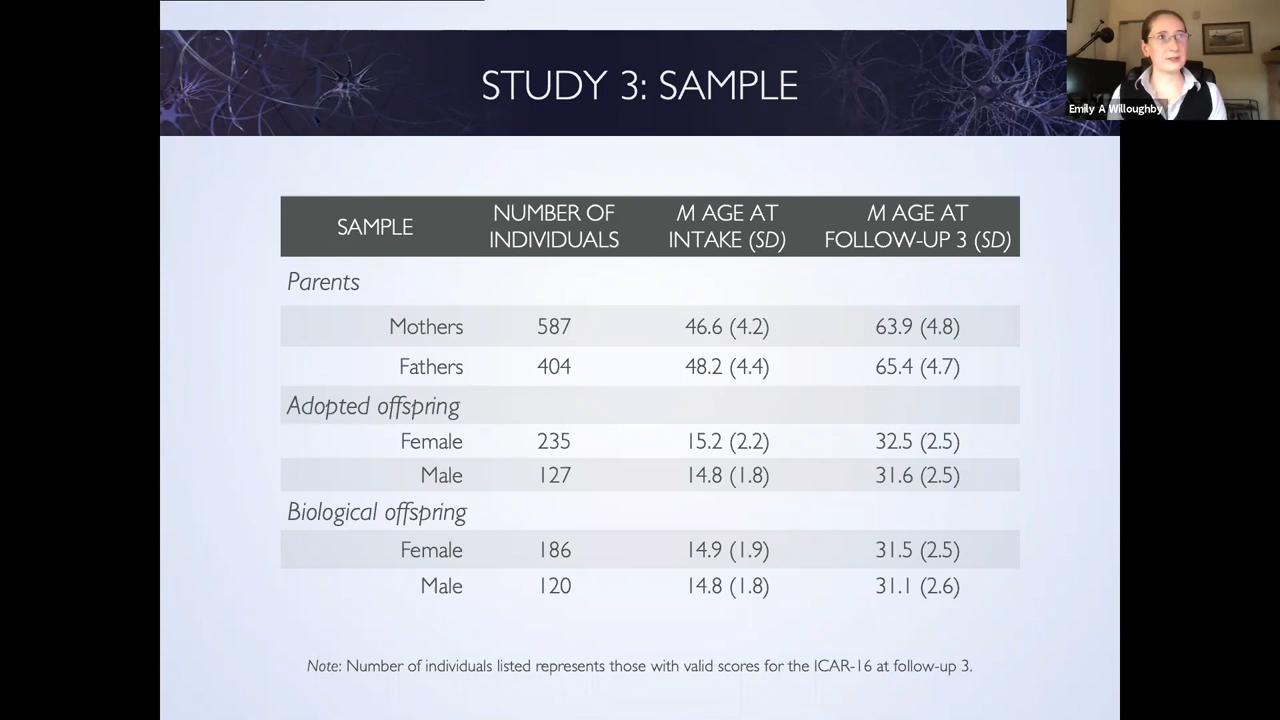 STUDY 3: SAMPLE
Emily A Willoughby
SAMPLE
NUMBER OF INDIVIDUALS
M AGE AT INTAKE (SD)
M AGE AT FOLLOW-UP 3 (SD)
Parents
Mothers 587 46.6 (4.2) 63.9 (4.8)
Fathers 404 48.2 (4.4) 65.4 (4.7)
Adopted offspring
Female 235 15.2 (2.2) 32.5 (2.5)
Male 127 14.8 (1.8) 31.6 (2.5)
Biological offspring
Female 186 14.9 (1.9) 31.5 (2.5)
Male 120 14.8 (1.8) 31.1 (2.6)
Note: Number of individuals listed represents those with valid scores for the ICAR-16 at follow-up 3.